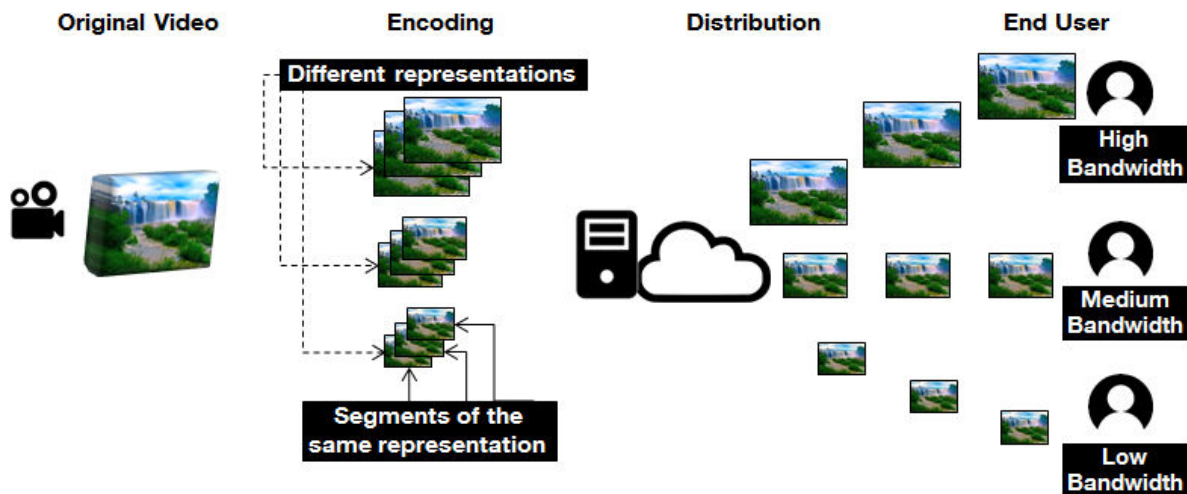 Original Video
Encoding
Distribution
End User
Different representations
High
Bandwidth
Medium
Bandwidth
Segments of the
same representation
Low
Bandwidth